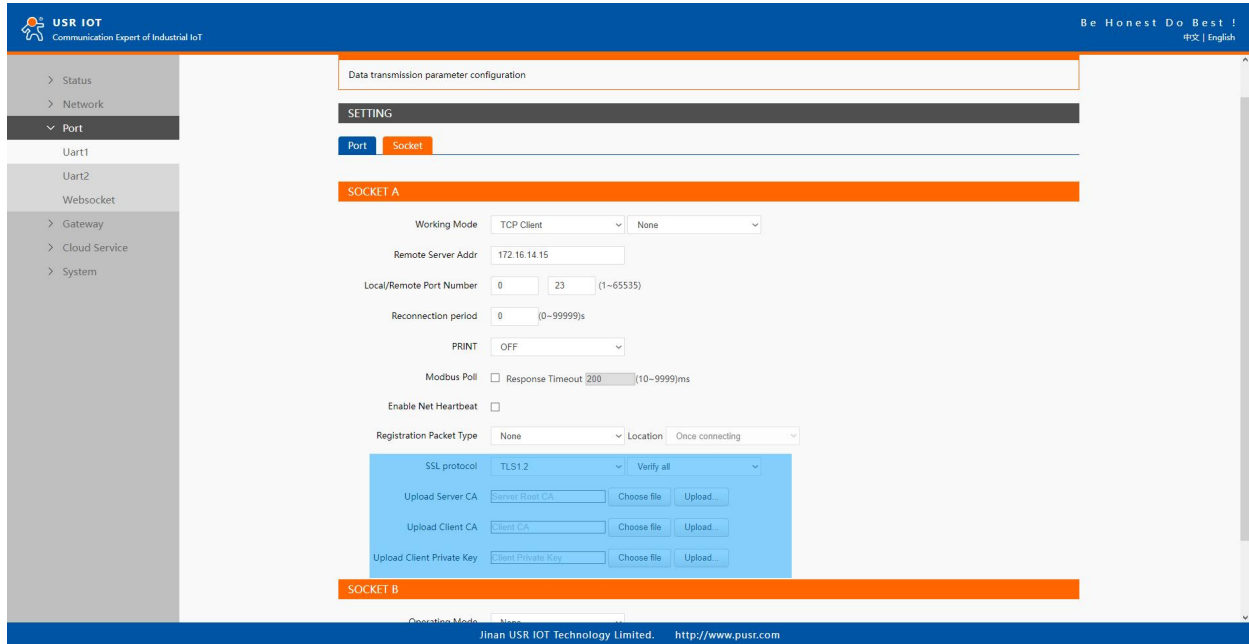 USR IOT
Communication Expert of Industrial IoT
Be Honest Do Best !
中文 | English
Status
Network
Port
Uart1
Uart2
Websocket
Gateway
Cloud Service
System
Data transmission parameter configuration
SETTING
Port Socket
SOCKET A
Working Mode TCP Client None
Remote Server Addr 172.16.14.15
Local/Remote Port Number 0 23 (1~65535)
Reconnection period 0 (0~99999)s
PRINT OFF
Modbus Poll Response Timeout 200 (10~9999)ms
Enable Net Heartbeat
Registration Packet Type None Location Once connecting
SSL protocol TLS1.2 Verify all
Upload Server CA Server Root CA Choose file Upload...
Upload Client CA Client CA Choose file Upload...
Upload Client Private Key Client Private Key Choose file Upload...
SOCKET B
Operating Mode None
Jinan USR IOT Technology Limited. http://www.pusr.com